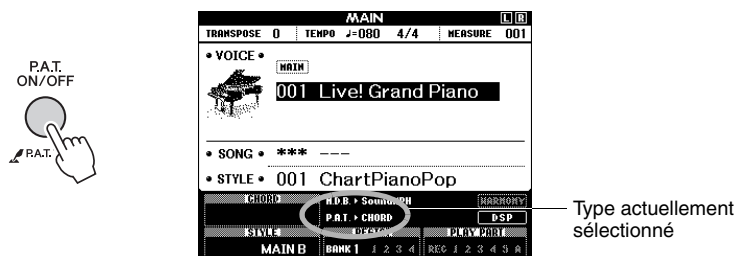 MAIN
L R
TRANSPOSE 0 TEMPO ♩=080 4/4 MEASURE 001
P.A.T.
ON/OFF
P.A.T.
• VOICE •
MAIN
001 Live! Grand Piano
• SONG • *** ---
• STYLE • 001 ChartPianoPop
CHORD
M.D.B. ▸ HARMONY
P.A.T. ▸ CHORD DSP
STYLE PLAY PART
MAIN B BANK 1 1 2 3 4 REC 1 2 3 4 5 A
Type actuellement
sélectionné